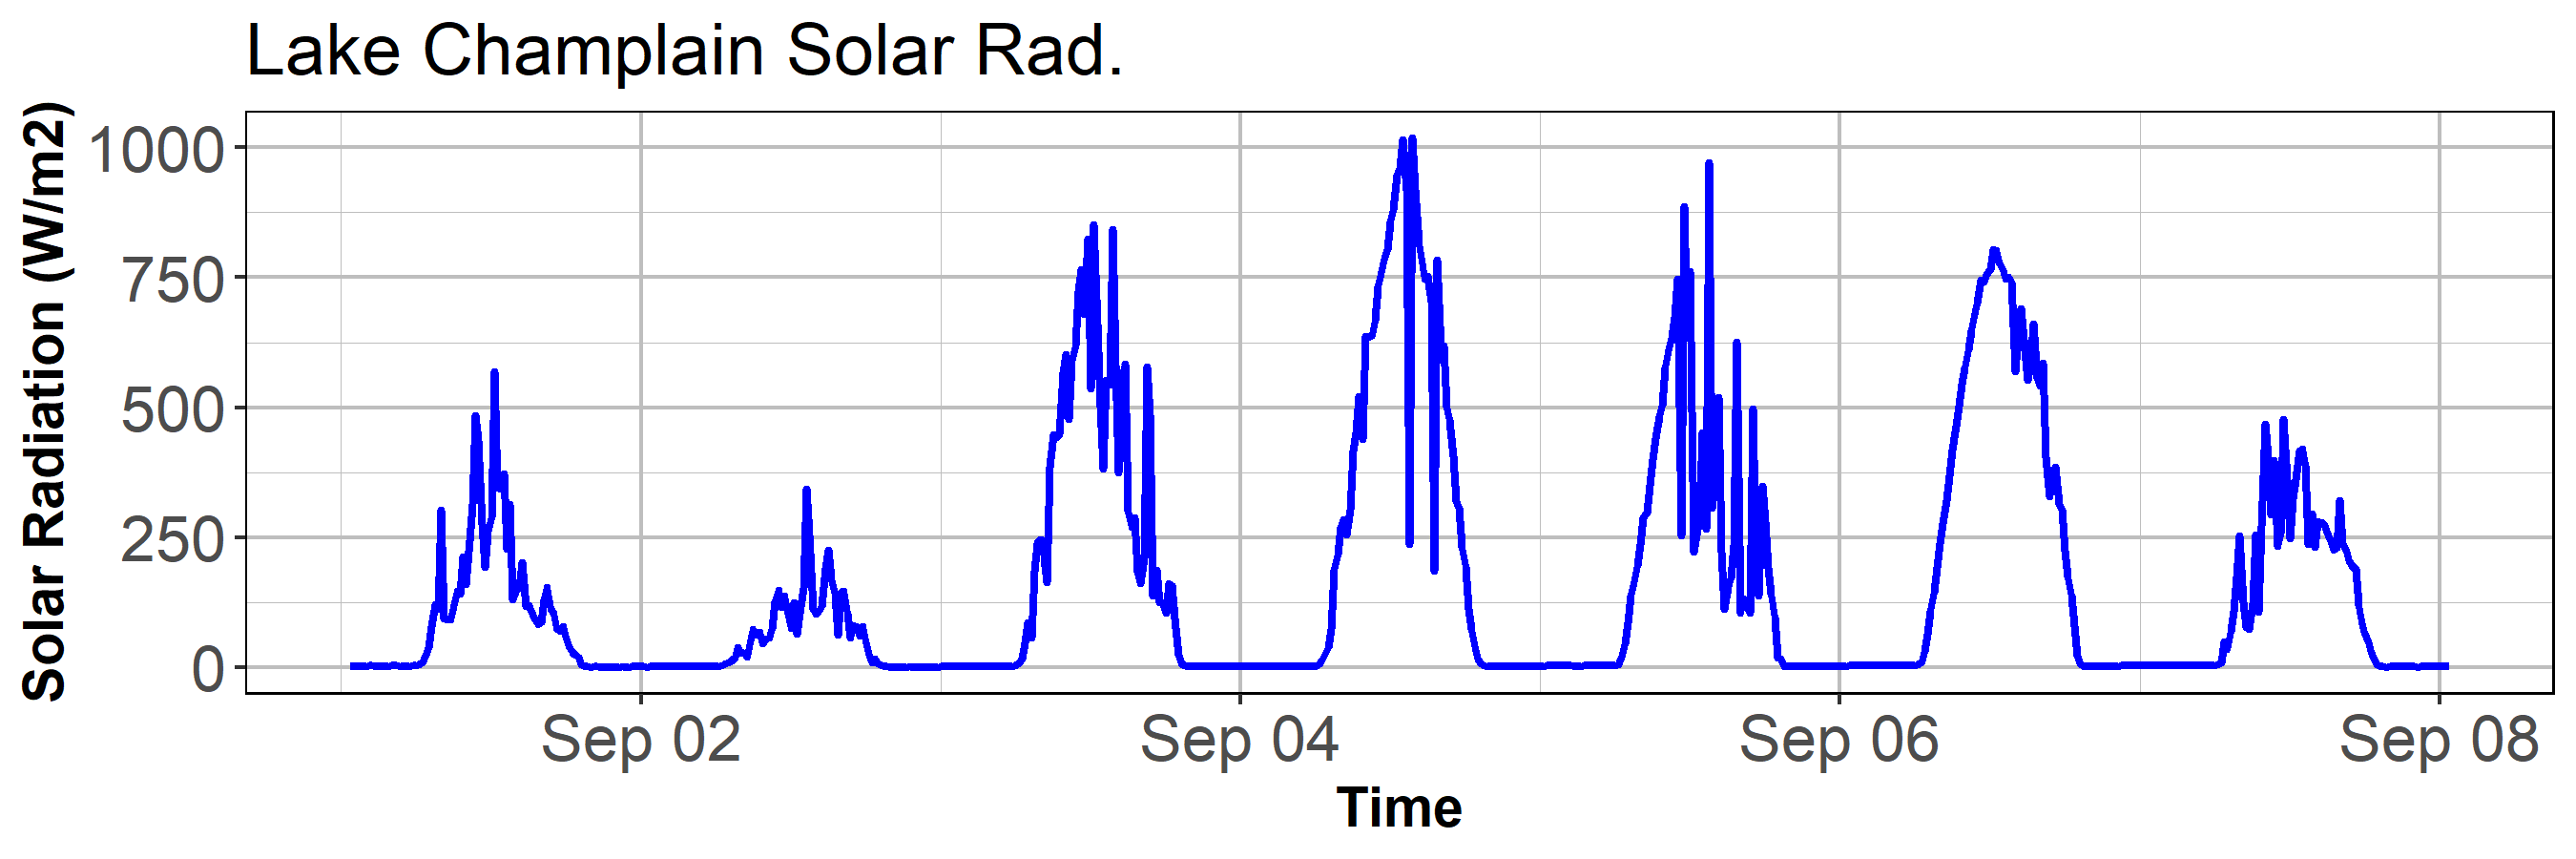 Lake Champlain Solar Rad.
Solar Radiation (W/m2)
1000
750
500
250
0
Sep 02 Sep 04 Sep 06 Sep 08
Time